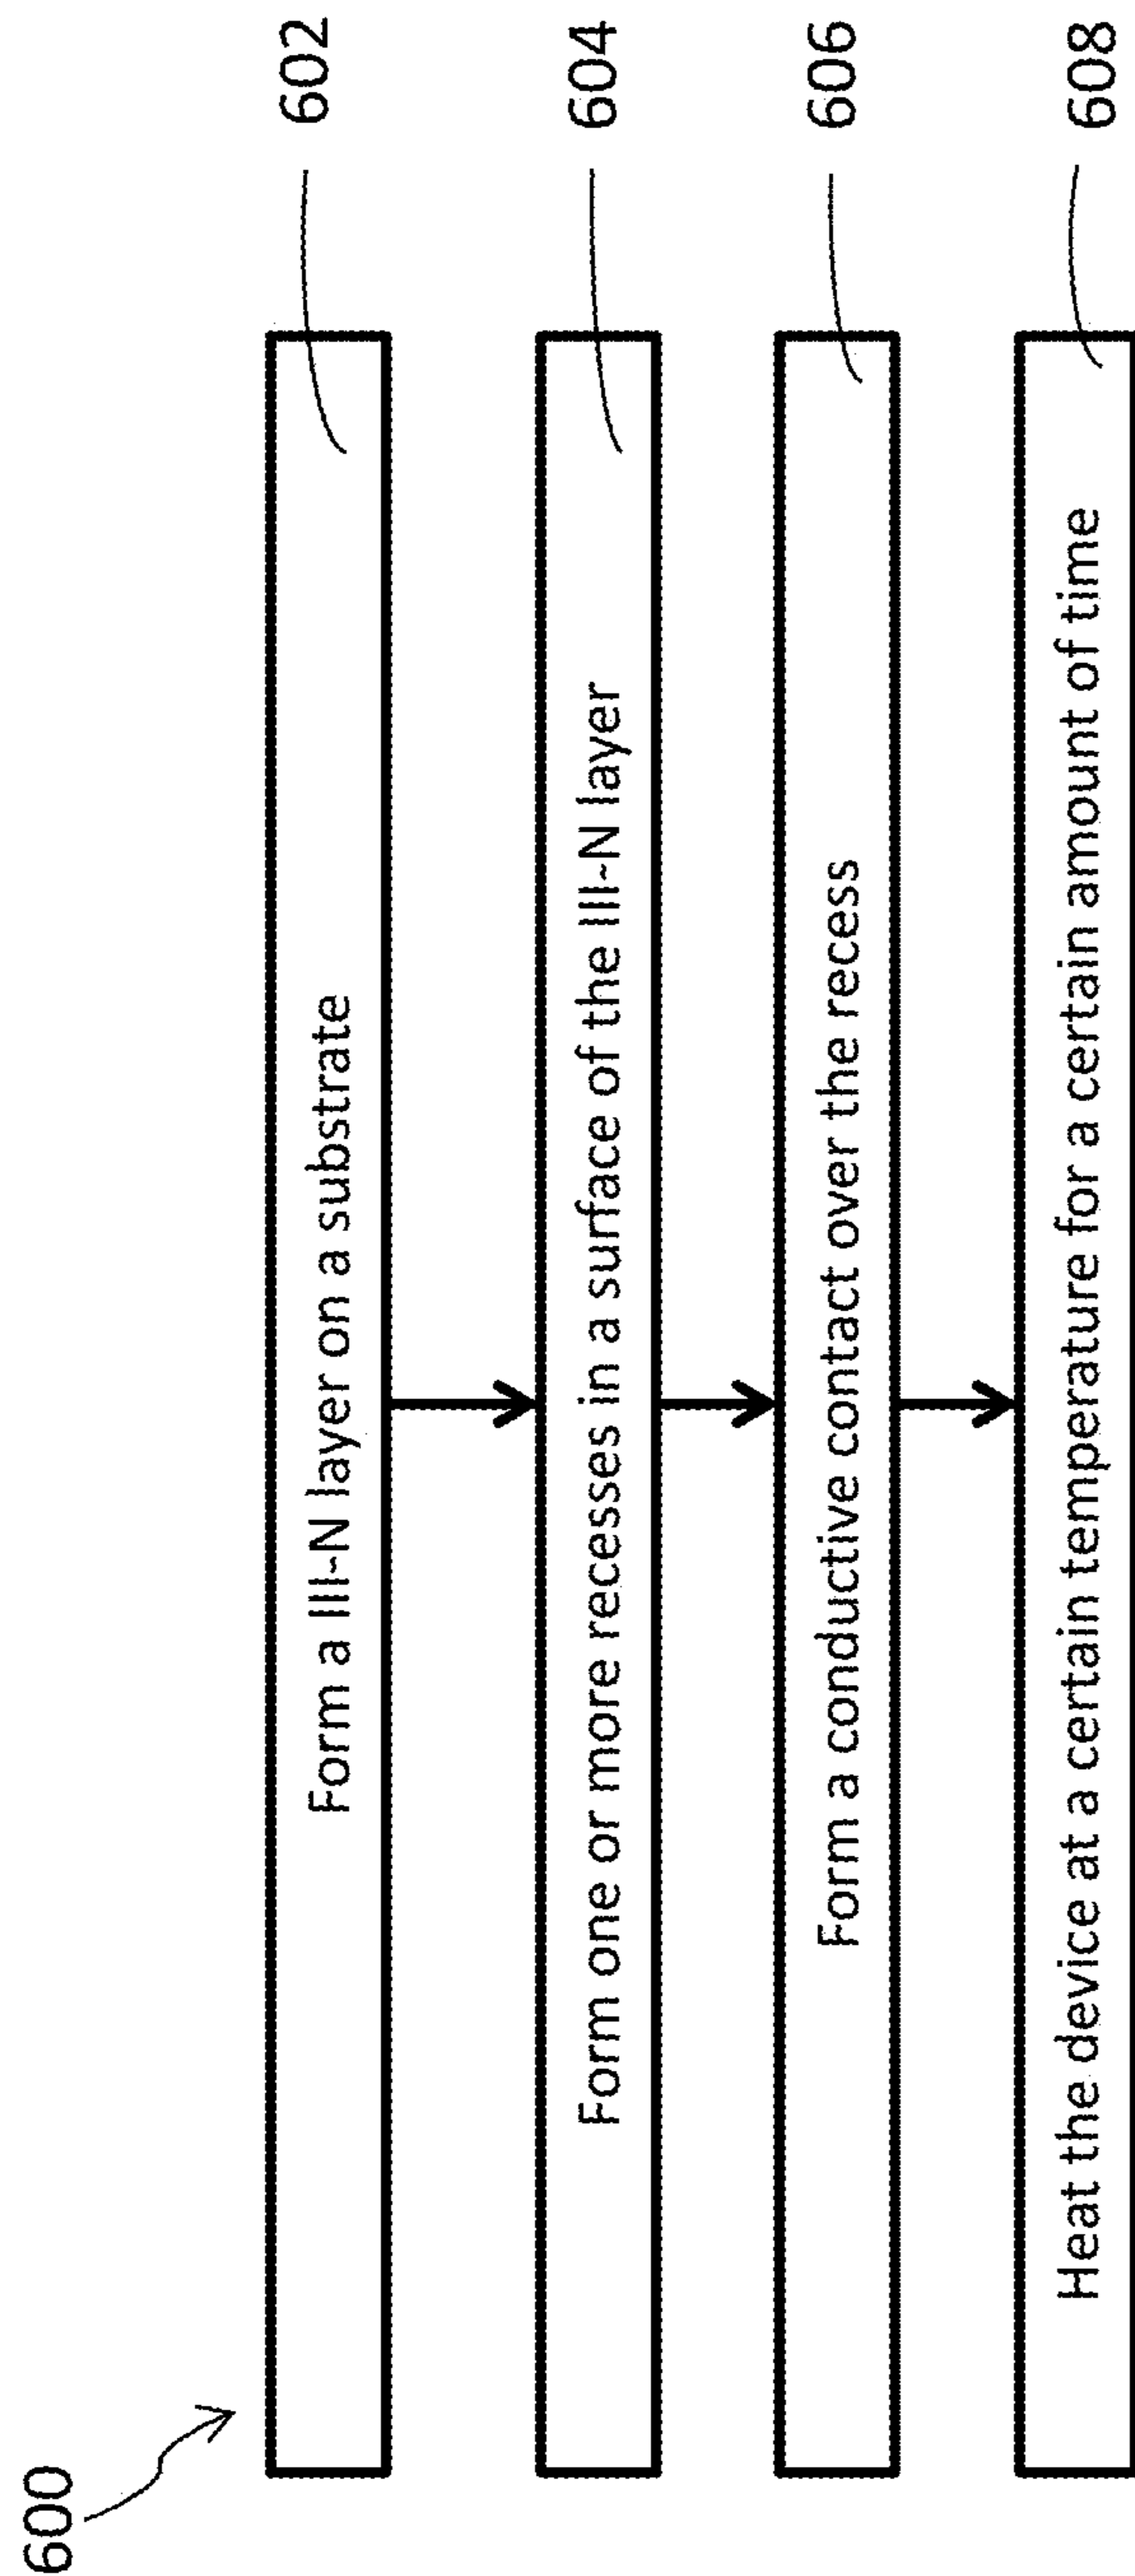 600
Form a III-N layer on a substrate
602
Form one or more recesses in a surface of the III-N layer
604
Form a conductive contact over the recess
606
Heat the device at a certain temperature for a certain amount of time
608